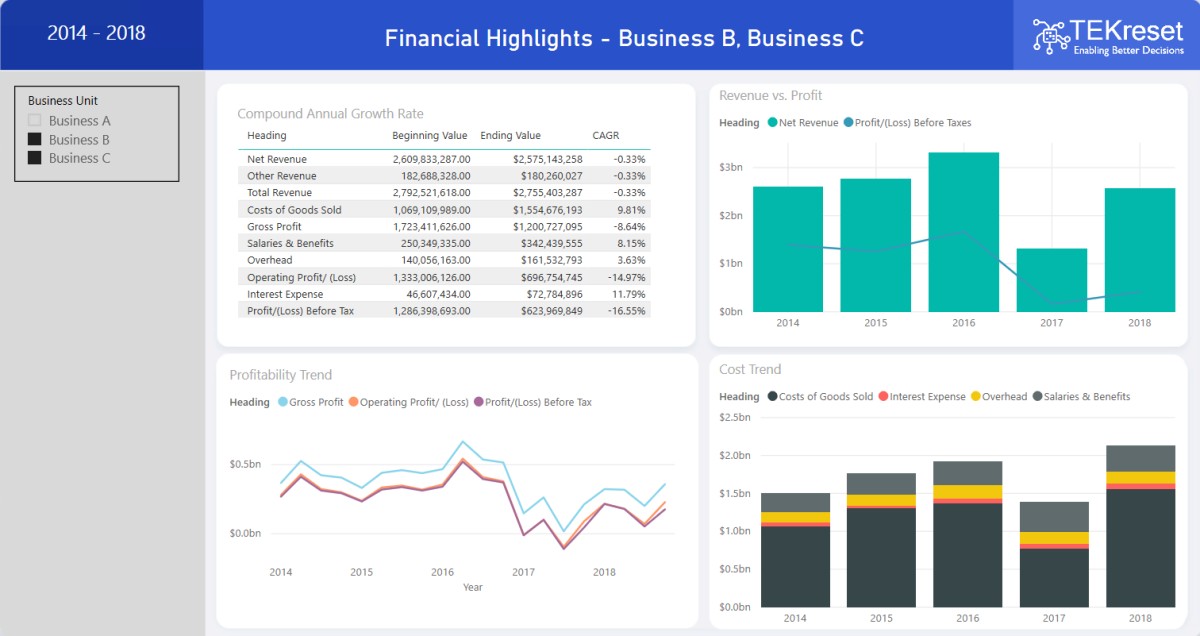 2014 - 2018
Financial Highlights - Business B, Business C
TEKreset
Enabling Better Decisions
Business Unit
Business A
Business B
Business C
Compound Annual Growth Rate
Heading Beginning Value Ending Value CAGR
Net Revenue 2,609,833,287.00 $2,575,143,258 -0.33%
Other Revenue 182,688,328.00 $180,260,027 -0.33%
Total Revenue 2,792,521,618.00 $2,755,403,287 -0.33%
Costs of Goods Sold 1,069,109,989.00 $1,554,676,193 9.81%
Gross Profit 1,723,411,626.00 $1,200,727,095 -8.64%
Salaries & Benefits 250,349,335.00 $342,439,555 8.15%
Overhead 140,056,163.00 $161,532,793 3.63%
Operating Profit/ (Loss) 1,333,006,126.00 $696,754,745 -14.97%
Interest Expense 46,607,434.00 $72,784,896 11.79%
Profit/(Loss) Before Tax 1,286,398,693.00 $623,969,849 -16.55%
Revenue vs. Profit
Heading Net Revenue Profit/(Loss) Before Taxes
$3bn
$2bn
$1bn
$0bn
2014 2015 2016 2017 2018
Profitability Trend
Heading Gross Profit Operating Profit/ (Loss) Profit/(Loss) Before Tax
$0.5bn
$0.0bn
2014 2015 2016 2017 2018
Year
Cost Trend
Heading Costs of Goods Sold Interest Expense Overhead Salaries & Benefits
$2.5bn
$2.0bn
$1.5bn
$1.0bn
$0.5bn
$0.0bn
2014 2015 2016 2017 2018